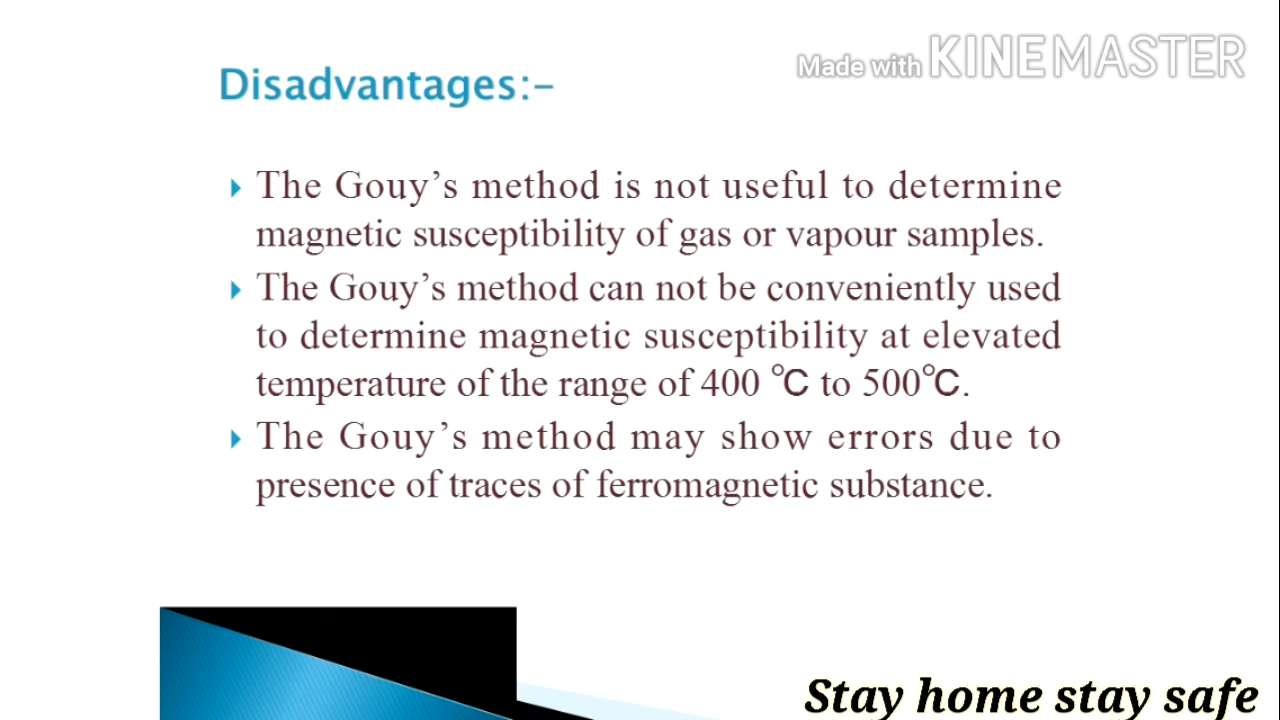 Made with KINEMASTER
Disadvantages:-
The Gouy’s method is not useful to determine
magnetic susceptibility of gas or vapour samples.
The Gouy’s method can not be conveniently used
to determine magnetic susceptibility at elevated
temperature of the range of 400 ℃ to 500℃.
The Gouy’s method may show errors due to
presence of traces of ferromagnetic substance.
Stay home stay safe